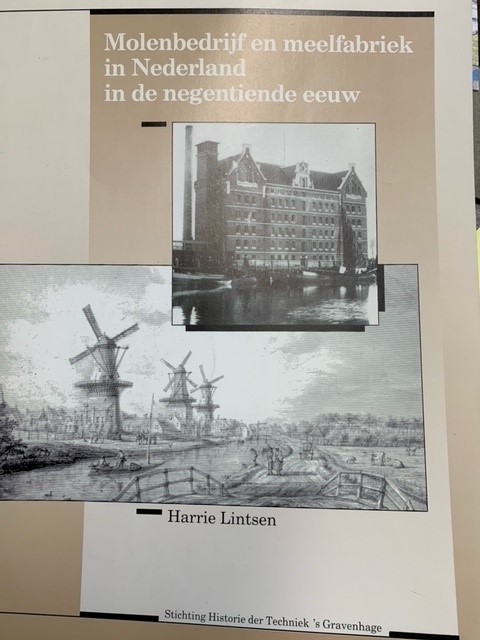 Molenbedrijf en meelfabriek
in Nederland
in de negentiende eeuw
Harrie Lintsen
Stichting Historie der Techniek 's Gravenhage